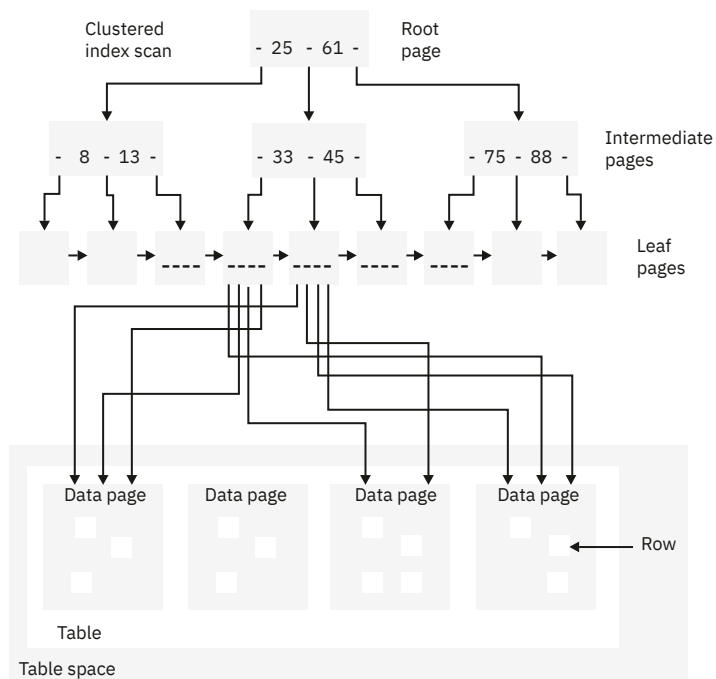 Clustered
index scan
Root
page
- 25 - 61 -
Intermediate
pages
- 8 - 13 -
- 33 - 45 -
- 75 - 88 -
Leaf
pages
Data page
Data page
Data page
Data page
Row
Table
Table space